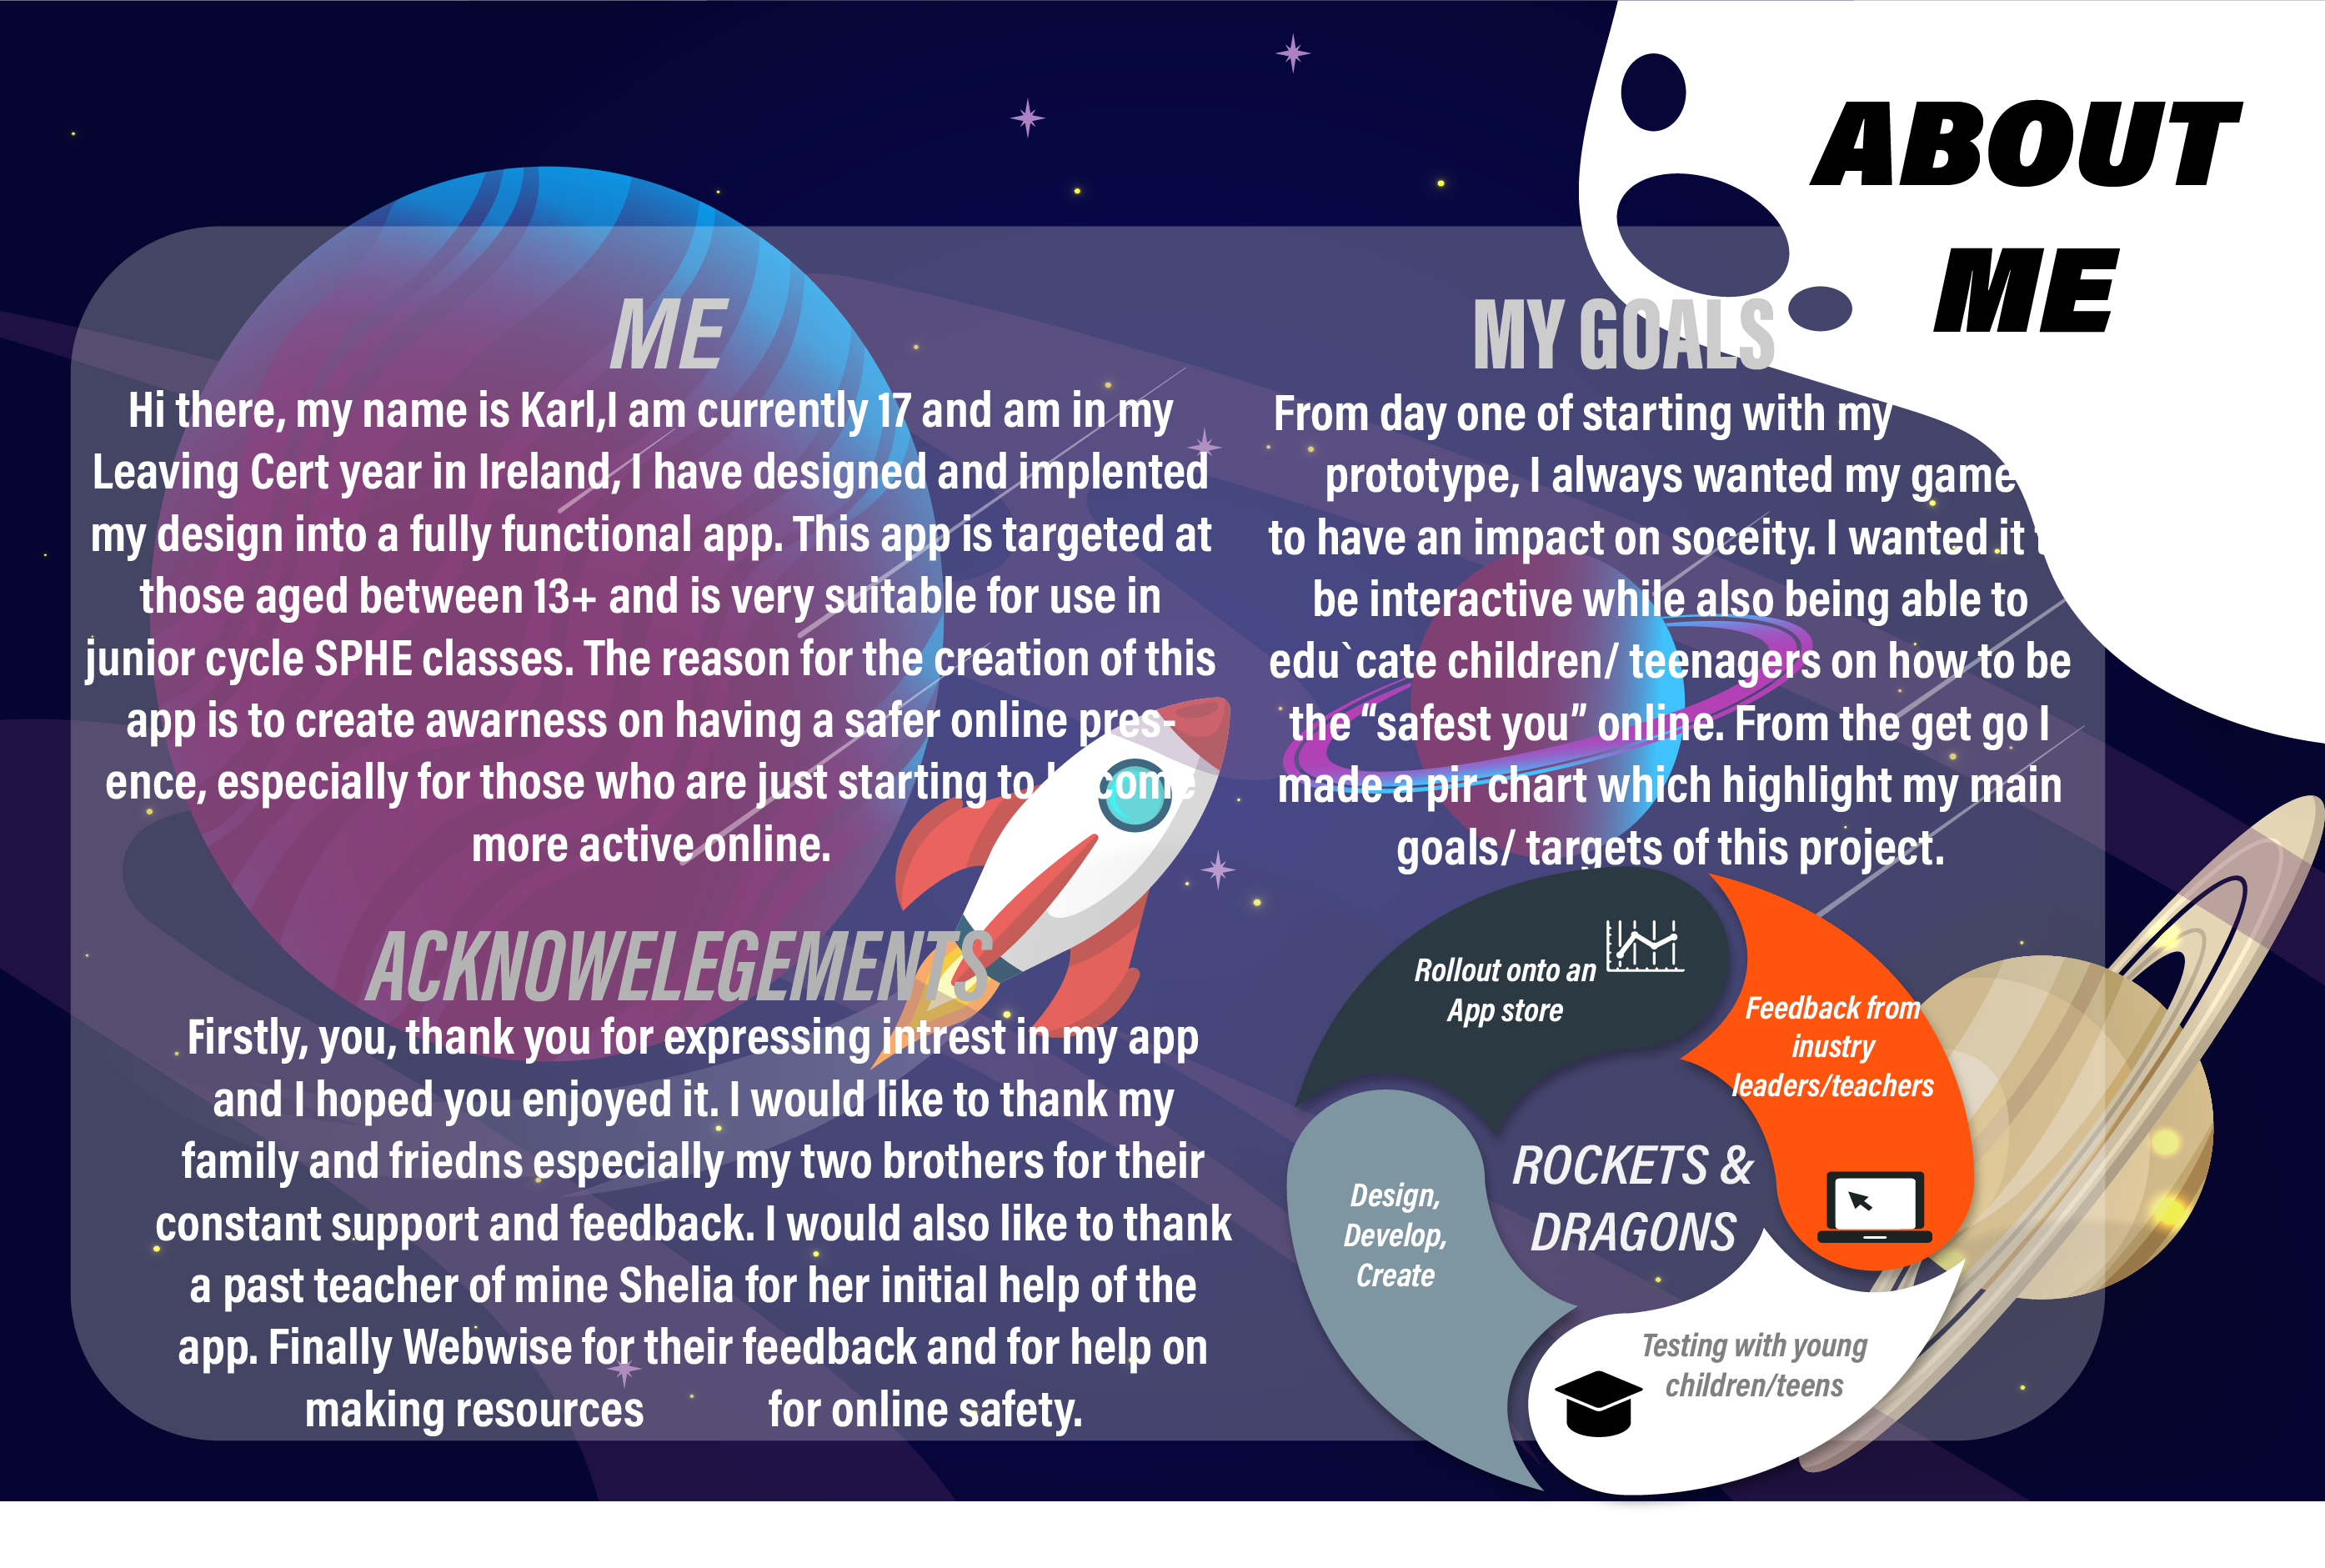 ABOUT
ME
ME
Hi there, my name is Karl,I am currently 17 and am in my
Leaving Cert year in Ireland, I have designed and implented
my design into a fully functional app. This app is targeted at
those aged between 13+ and is very suitable for use in
junior cycle SPHE classes. The reason for the creation of this
app is to create awarness on having a safer online pres-
ence, especially for those who are just starting to become
more active online.
ACKNOWELEGEMENTS
Firstly, you, thank you for expressing intrest in my app
and I hoped you enjoyed it. I would like to thank my
family and friedns especially my two brothers for their
constant support and feedback. I would also like to thank
a past teacher of mine Shelia for her initial help of the
app. Finally Webwise for their feedback and for help on
making resources for online safety.
MY GOALS
From day one of starting with my
prototype, I always wanted my game
to have an impact on soceity. I wanted it
be interactive while also being able to
edu`cate children/ teenagers on how to be
the “safest you” online. From the get go I
made a pir chart which highlight my main
goals/ targets of this project.
Rollout onto an
App store
Feedback from
inustry
leaders/teachers
ROCKETS &
DRAGONS
Design,
Develop,
Create
Testing with young
children/teens